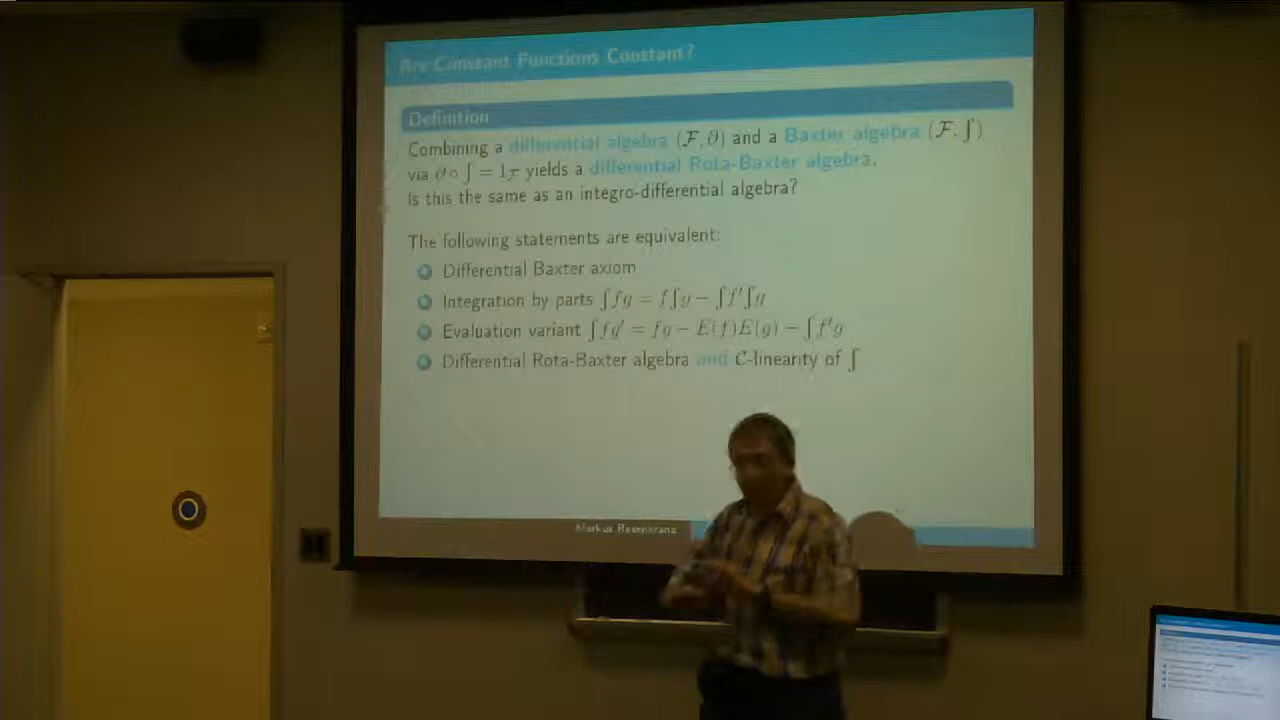 Are Constant Functions Constant?
Definition
Combining a differential algebra (ℱ, ∂) and a Baxter algebra (ℱ, ∫)
via ∂ ∘ ∫ = 1ℱ yields a differential Rota-Baxter algebra.
Is this the same as an integro-differential algebra?
The following statements are equivalent:
Differential Baxter axiom
Integration by parts ∫fg = f∫g − ∫f′∫g
Evaluation variant ∫fg′ = fg − E(f)E(g) − ∫f′g
Differential Rota-Baxter algebra and 𝒞-linearity of ∫
Markus Rosenkranz